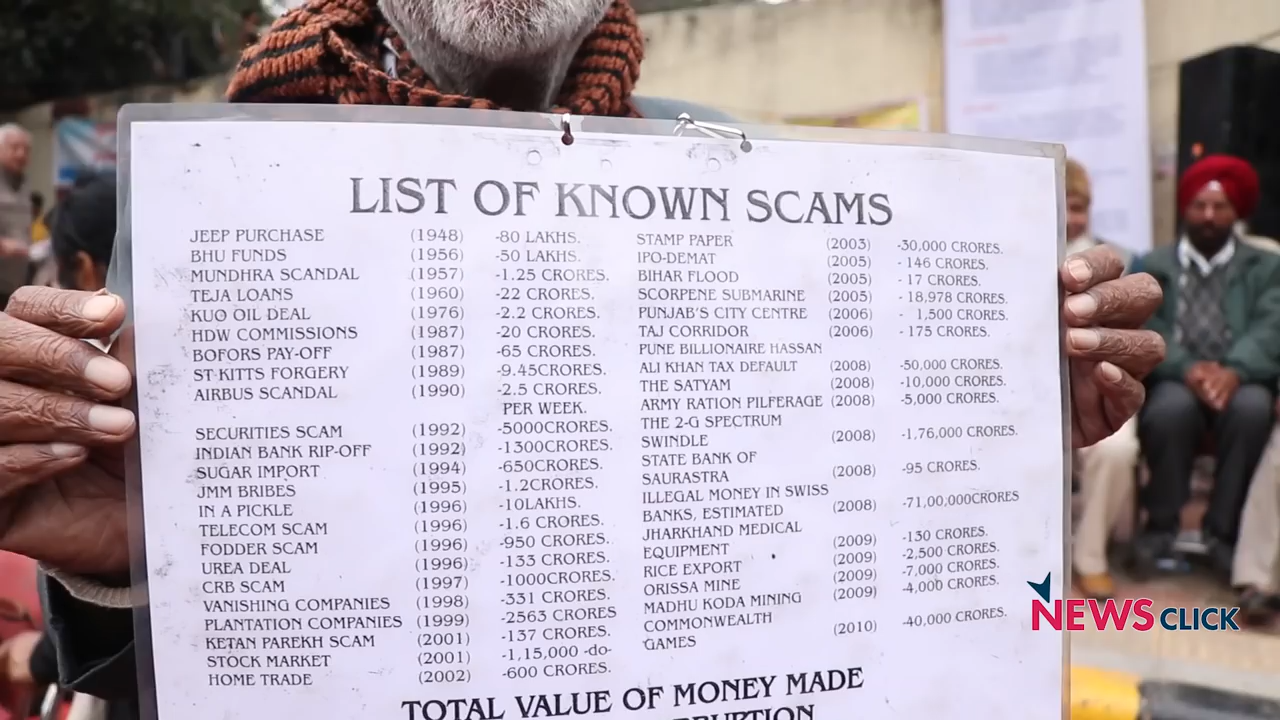 LIST OF KNOWN SCAMS
JEEP PURCHASE (1948) -80 LAKHS.
BHU FUNDS (1956) -50 LAKHS.
MUNDHRA SCANDAL (1957) -1.25 CRORES.
TEJA LOANS (1960) -22 CRORES.
KUO OIL DEAL (1976) -2.2 CRORES.
HDW COMMISSIONS (1987) -20 CRORES.
BOFORS PAY-OFF (1987) -65 CRORES.
ST KITTS FORGERY (1989) -9.45CRORES.
AIRBUS SCANDAL (1990) -2.5 CRORES.
PER WEEK.
SECURITIES SCAM (1992) -5000CRORES.
INDIAN BANK RIP-OFF (1992) -1300CRORES.
SUGAR IMPORT (1994) -650CRORES.
JMM BRIBES (1995) -1.2CRORES.
IN A PICKLE (1996) -10LAKHS.
TELECOM SCAM (1996) -1.6 CRORES.
FODDER SCAM (1996) -950 CRORES.
UREA DEAL (1996) -133 CRORES.
CRB SCAM (1997) -1000CRORES.
VANISHING COMPANIES (1998) -331 CRORES.
PLANTATION COMPANIES (1999) -2563 CRORES
KETAN PAREKH SCAM (2001) -137 CRORES.
STOCK MARKET (2001) -1,15,000 -do-
HOME TRADE (2002) -600 CRORES.
STAMP PAPER (2003) -30,000 CRORES.
IPO-DEMAT (2005) - 146 CRORES.
BIHAR FLOOD (2005) - 17 CRORES.
SCORPENE SUBMARINE (2005) - 18,978 CRORES.
PUNJAB'S CITY CENTRE (2006) - 1,500 CRORES.
TAJ CORRIDOR (2006) - 175 CRORES.
PUNE BILLIONAIRE HASSAN
ALI KHAN TAX DEFAULT (2008) -50,000 CRORES.
THE SATYAM (2008) -10,000 CRORES.
ARMY RATION PILFERAGE (2008) -5,000 CRORES.
THE 2-G SPECTRUM
SWINDLE (2008) -1,76,000 CRORES.
STATE BANK OF
SAURASTRA (2008) -95 CRORES.
ILLEGAL MONEY IN SWISS
BANKS, ESTIMATED (2008) -71,00,000CRORES
JHARKHAND MEDICAL
EQUIPMENT (2009) -130 CRORES.
RICE EXPORT (2009) -2,500 CRORES.
ORISSA MINE (2009) -7,000 CRORES.
MADHU KODA MINING (2009) -4,000 CRORES.
COMMONWEALTH
GAMES (2010) -40,000 CRORES.
TOTAL VALUE OF MONEY MADE
NEWSCLICK